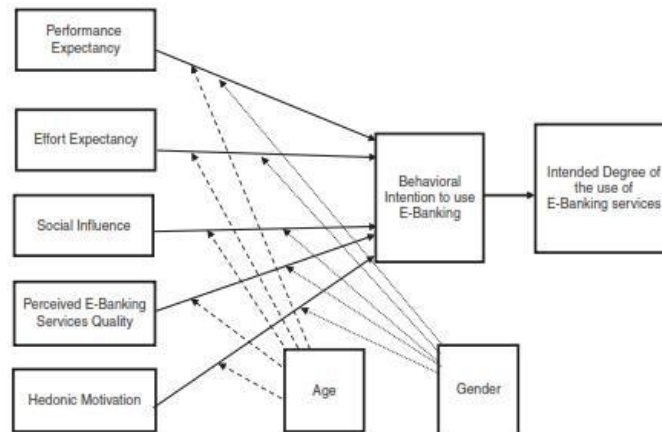 Performance
Expectancy
Effort Expectancy
Social Influence
Perceived E-Banking
Services Quality
Hedonic Motivation
Behavioral
Intention to use
E-Banking
Intended Degree of
the use of
E-Banking services
Age
Gender